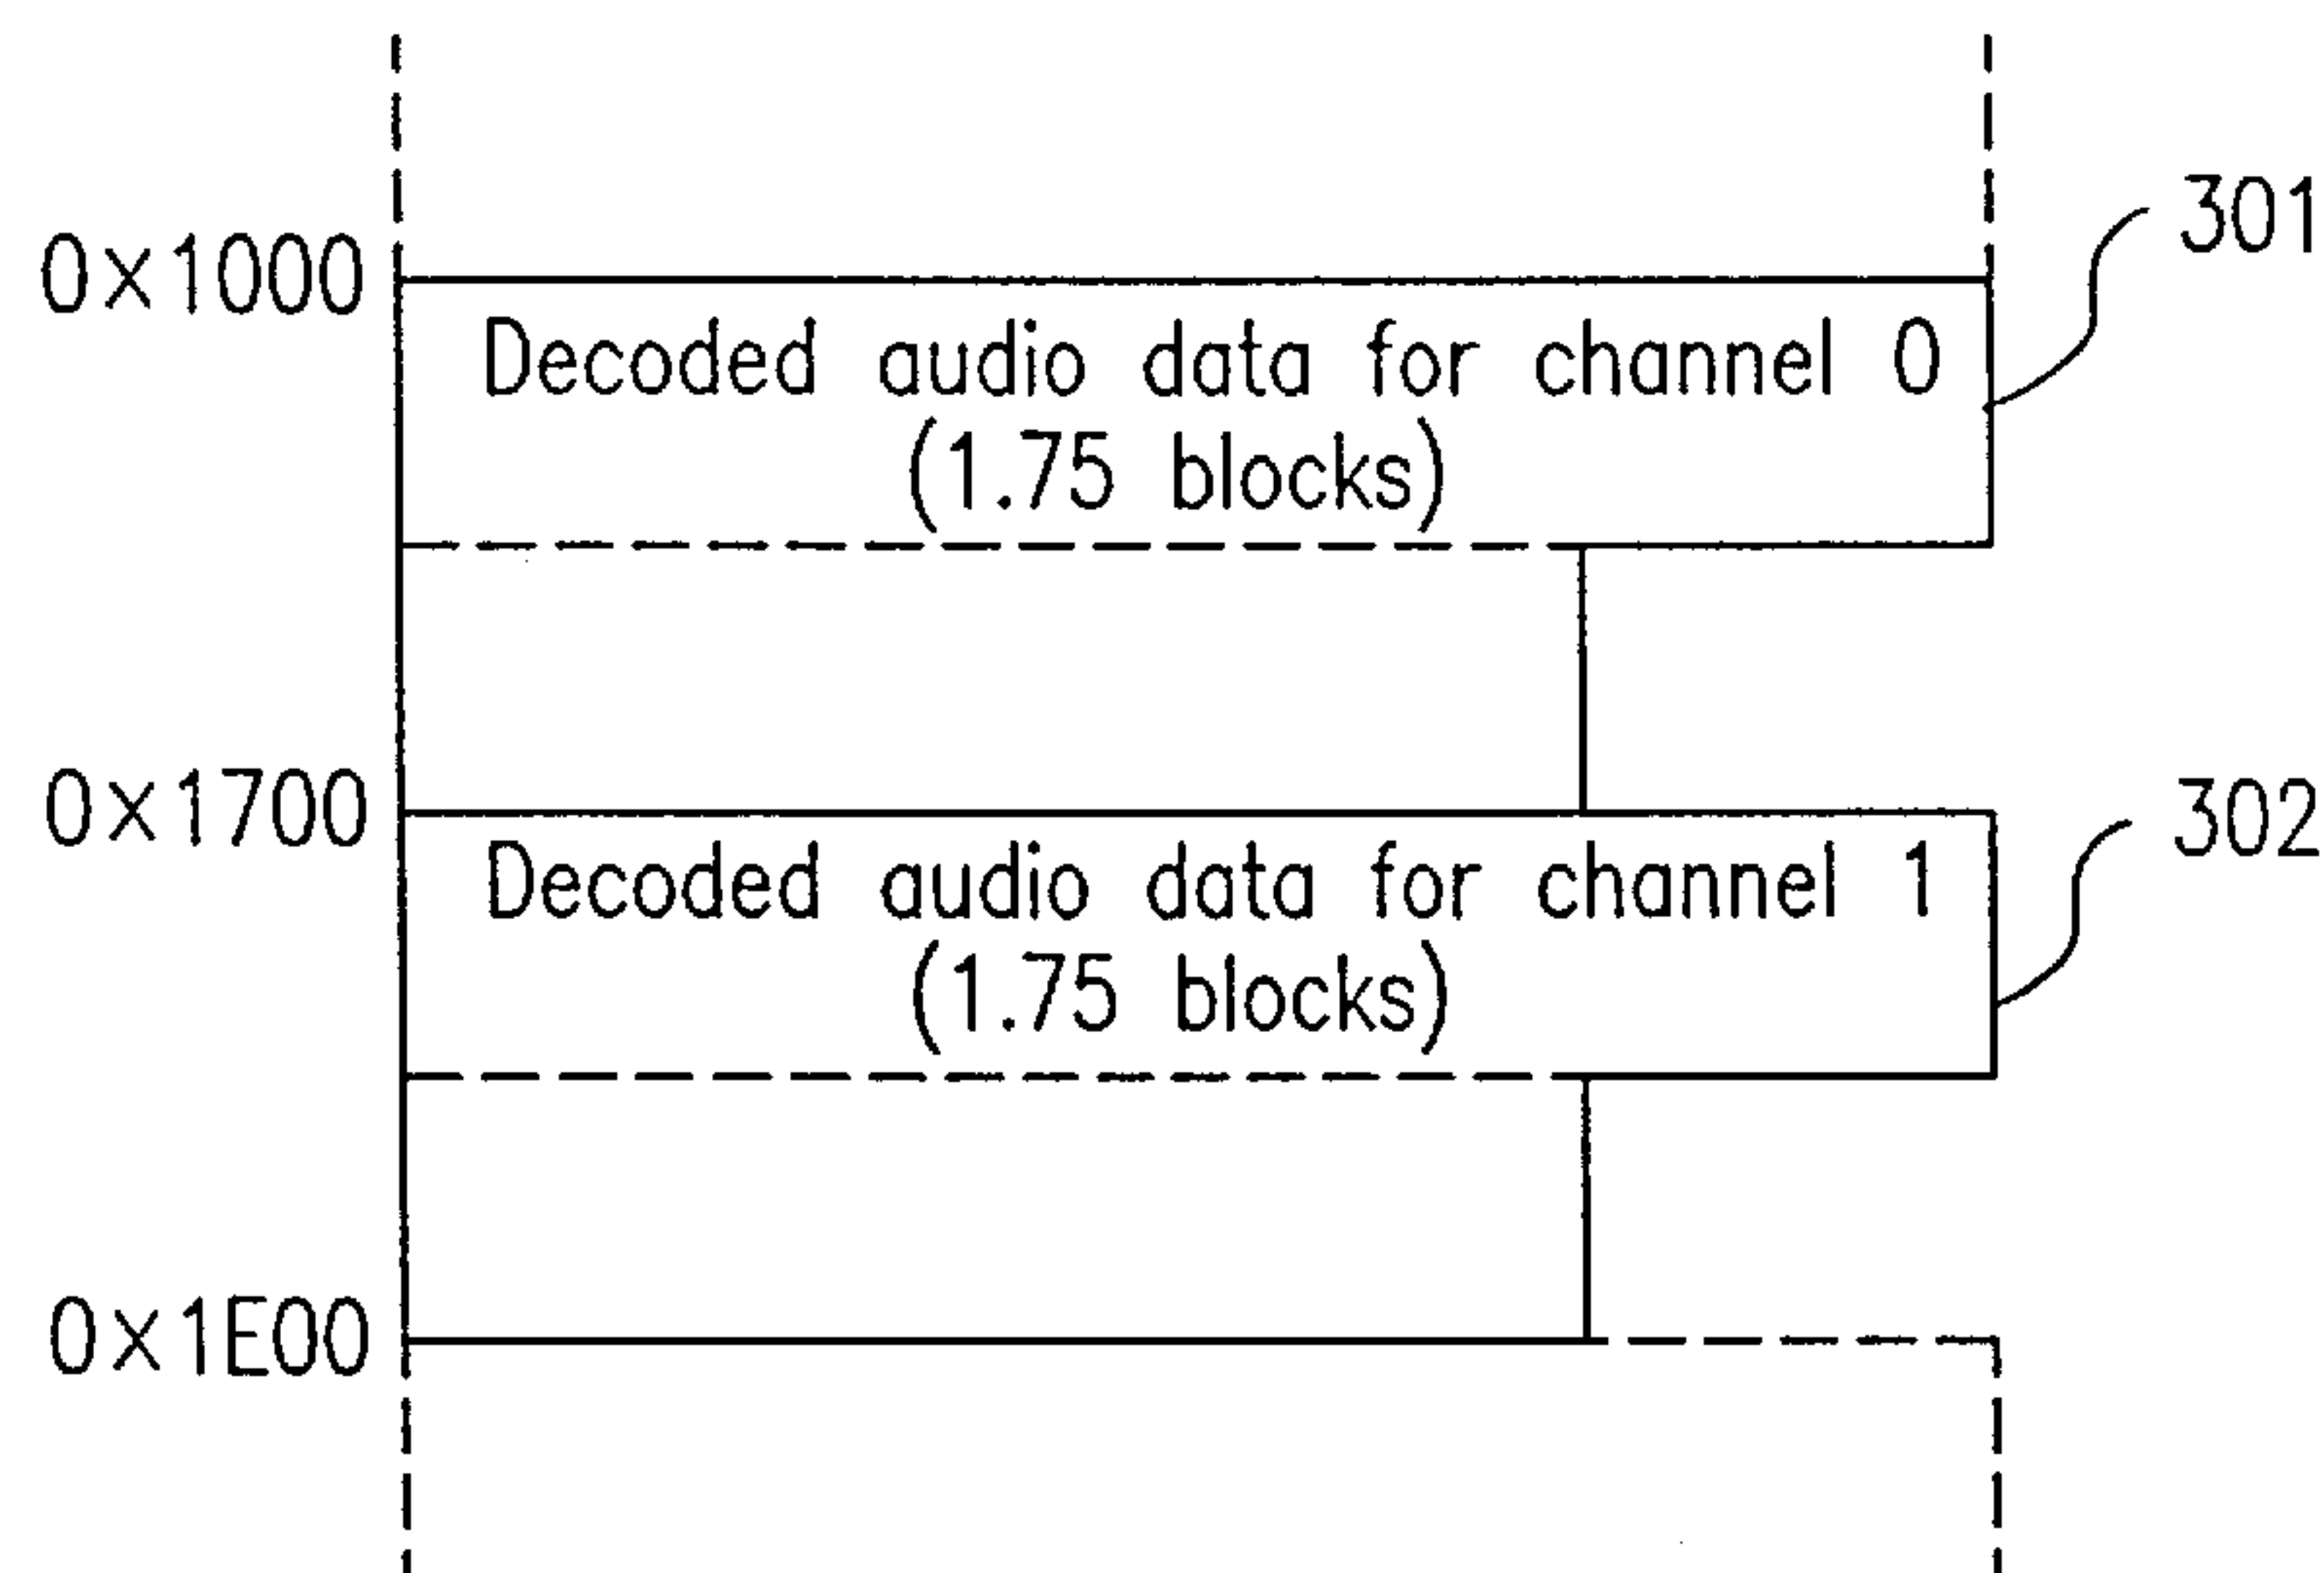 301
0x1000
Decoded audio data for channel 0
(1.75 blocks)
0x1700
302
Decoded audio data for channel 1
(1.75 blocks)
0x1E00